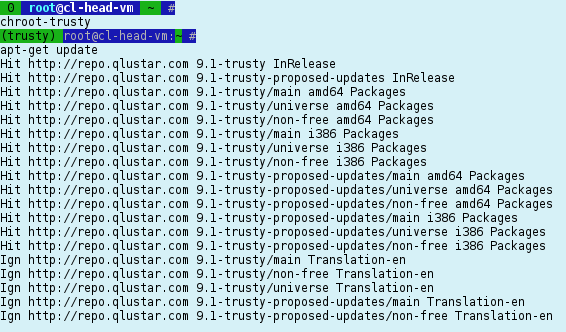 0 root@cl-head-vm ~ #
chroot-trusty
(trusty) root@cl-head-vm:~ #
apt-get update
Hit http://repo.qlustar.com 9.1-trusty InRelease
Hit http://repo.qlustar.com 9.1-trusty-proposed-updates InRelease
Hit http://repo.qlustar.com 9.1-trusty/main amd64 Packages
Hit http://repo.qlustar.com 9.1-trusty/universe amd64 Packages
Hit http://repo.qlustar.com 9.1-trusty/non-free amd64 Packages
Hit http://repo.qlustar.com 9.1-trusty/main i386 Packages
Hit http://repo.qlustar.com 9.1-trusty/universe i386 Packages
Hit http://repo.qlustar.com 9.1-trusty/non-free i386 Packages
Hit http://repo.qlustar.com 9.1-trusty-proposed-updates/main amd64 Packages
Hit http://repo.qlustar.com 9.1-trusty-proposed-updates/universe amd64 Packages
Hit http://repo.qlustar.com 9.1-trusty-proposed-updates/non-free amd64 Packages
Hit http://repo.qlustar.com 9.1-trusty-proposed-updates/main i386 Packages
Hit http://repo.qlustar.com 9.1-trusty-proposed-updates/universe i386 Packages
Hit http://repo.qlustar.com 9.1-trusty-proposed-updates/non-free i386 Packages
Ign http://repo.qlustar.com 9.1-trusty/main Translation-en
Ign http://repo.qlustar.com 9.1-trusty/non-free Translation-en
Ign http://repo.qlustar.com 9.1-trusty/universe Translation-en
Ign http://repo.qlustar.com 9.1-trusty-proposed-updates/main Translation-en
Ign http://repo.qlustar.com 9.1-trusty-proposed-updates/non-free Translation-en